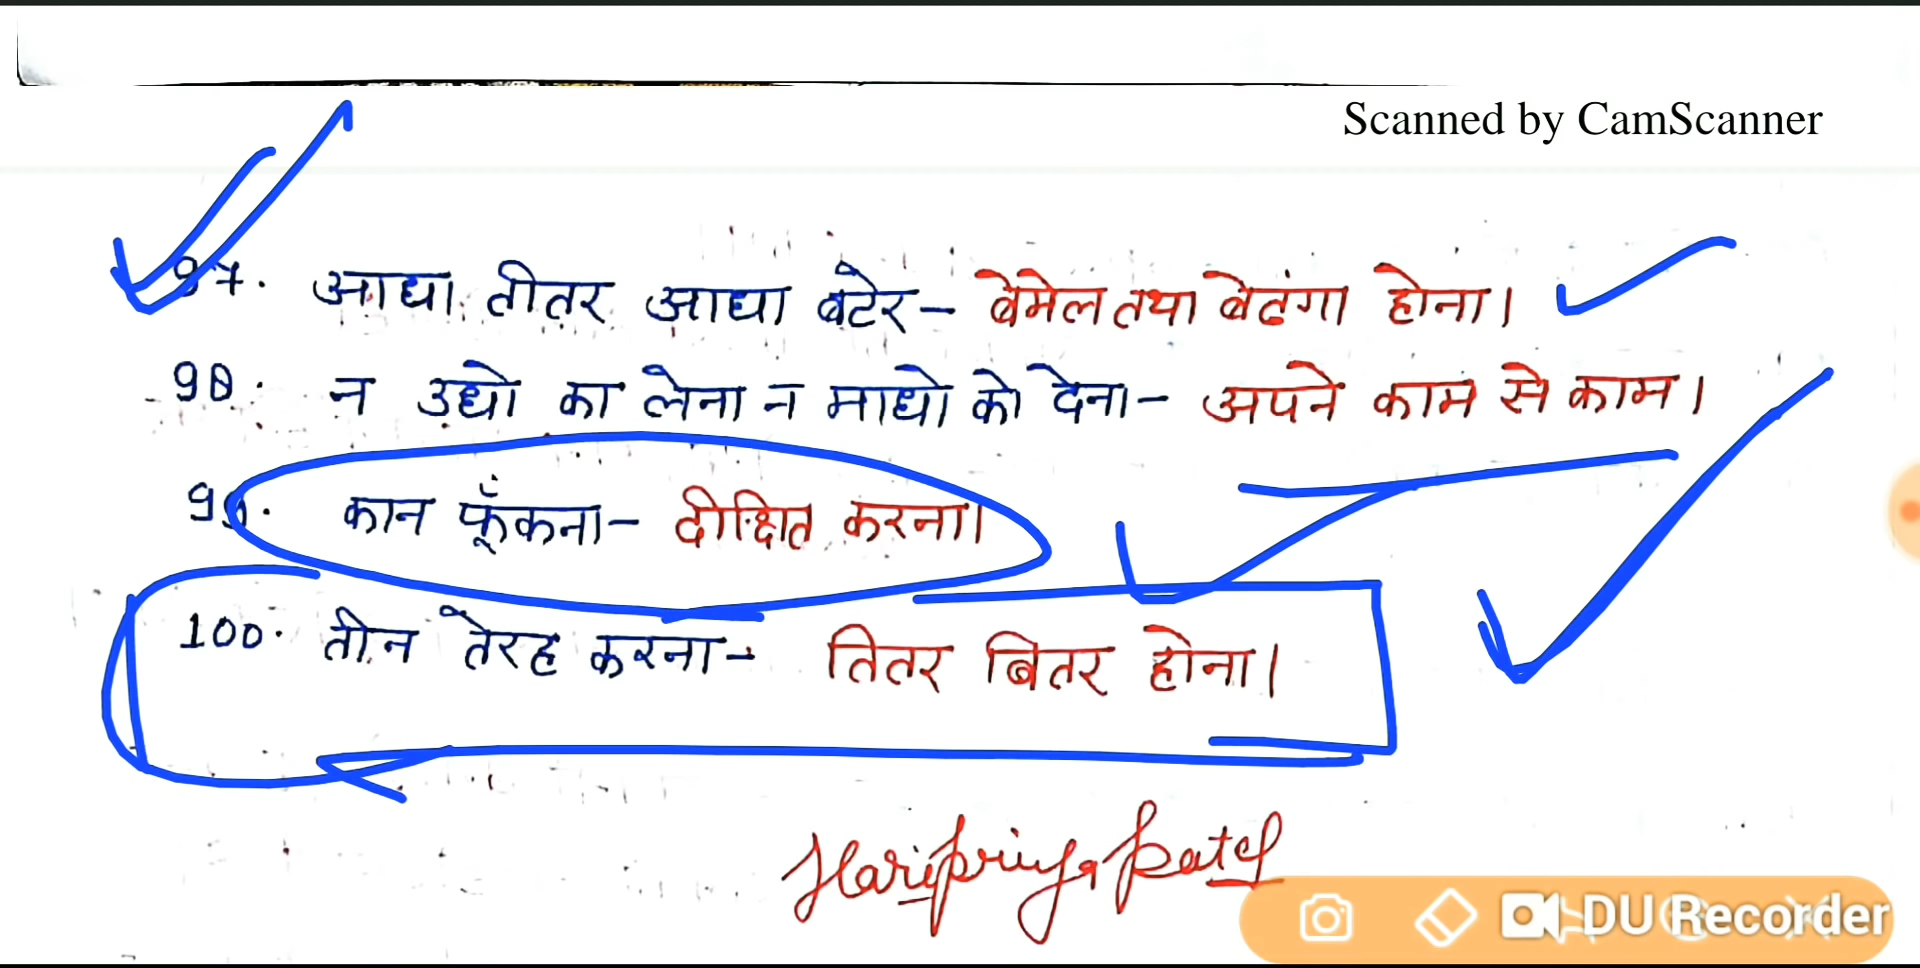 Scanned by CamScanner
97. आधा तीतर आधा बटेर - बेमेल तथा बेढंगा होना।
98. न उधो का लेना न माधो को देना - अपने काम से काम।
99. कान फूँकना - दीक्षित करना।
100. तीन तेरह करना - तितर बितर होना।
Haripriya Patel
DU Recorder